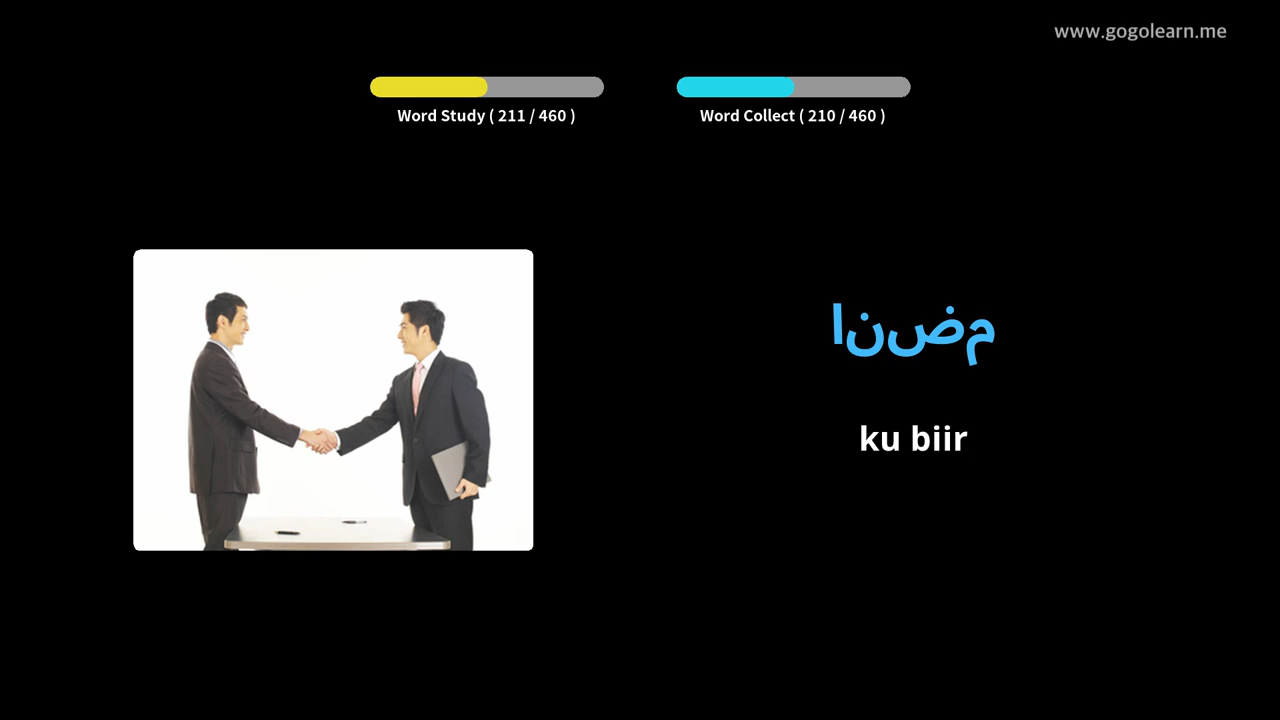 www.gogolearn.me
Word Study ( 211 / 460 )
Word Collect ( 210 / 460 )
انضم
ku biir